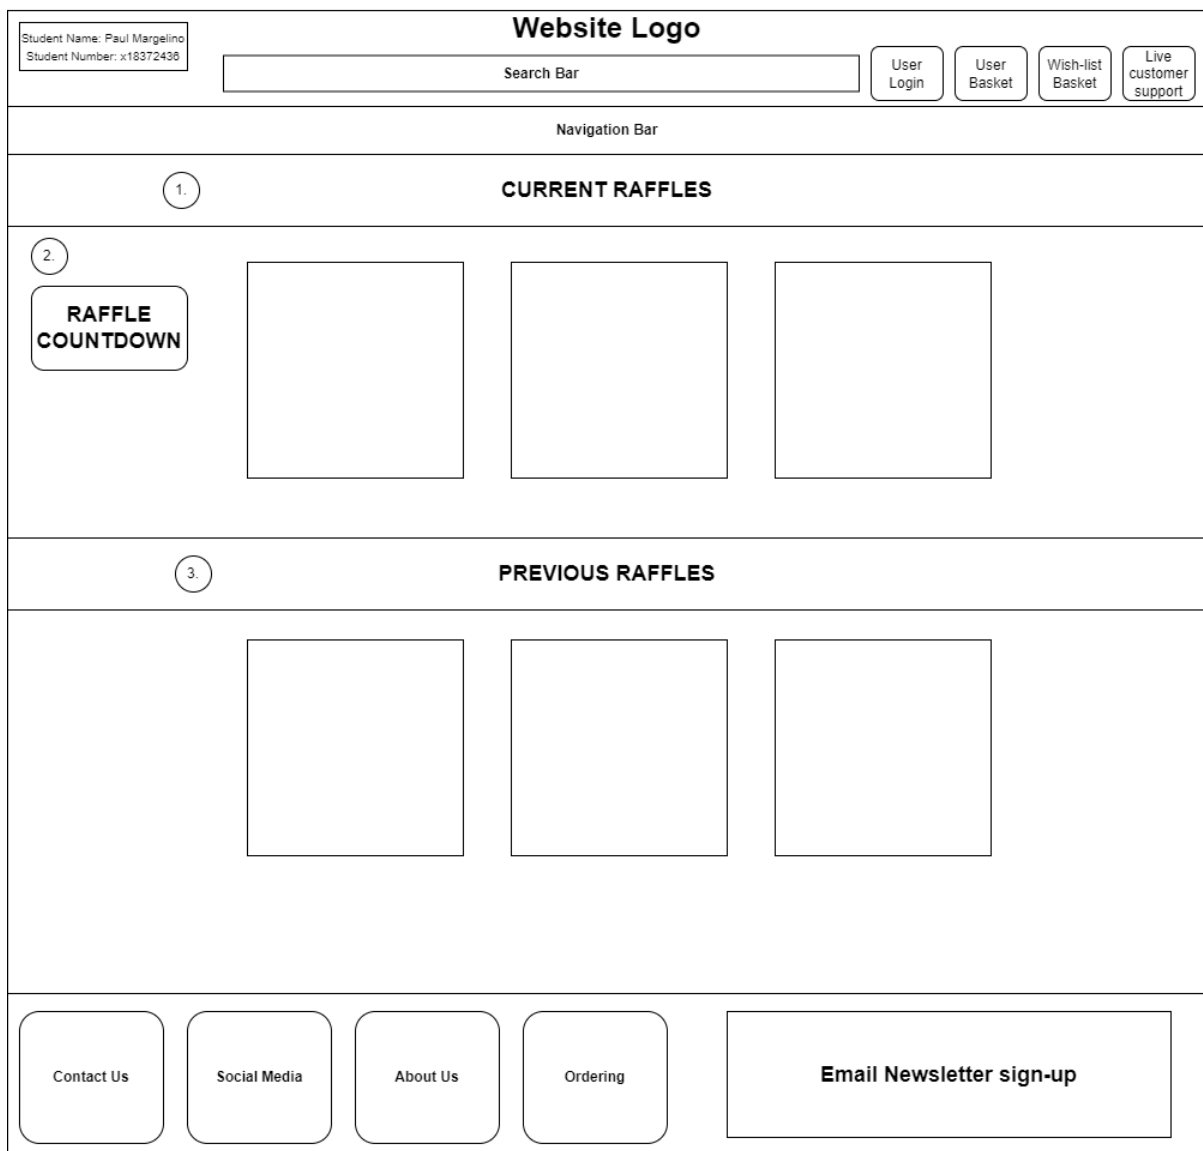 Website Logo
Student Name: Paul Margelino
Student Number: x18372436
Search Bar
User
Login
User
Basket
Wish-list
Basket
Live
customer
support
Navigation Bar
1.
CURRENT RAFFLES
2.
RAFFLE
COUNTDOWN
3.
PREVIOUS RAFFLES
Contact Us
Social Media
About Us
Ordering
Email Newsletter sign-up